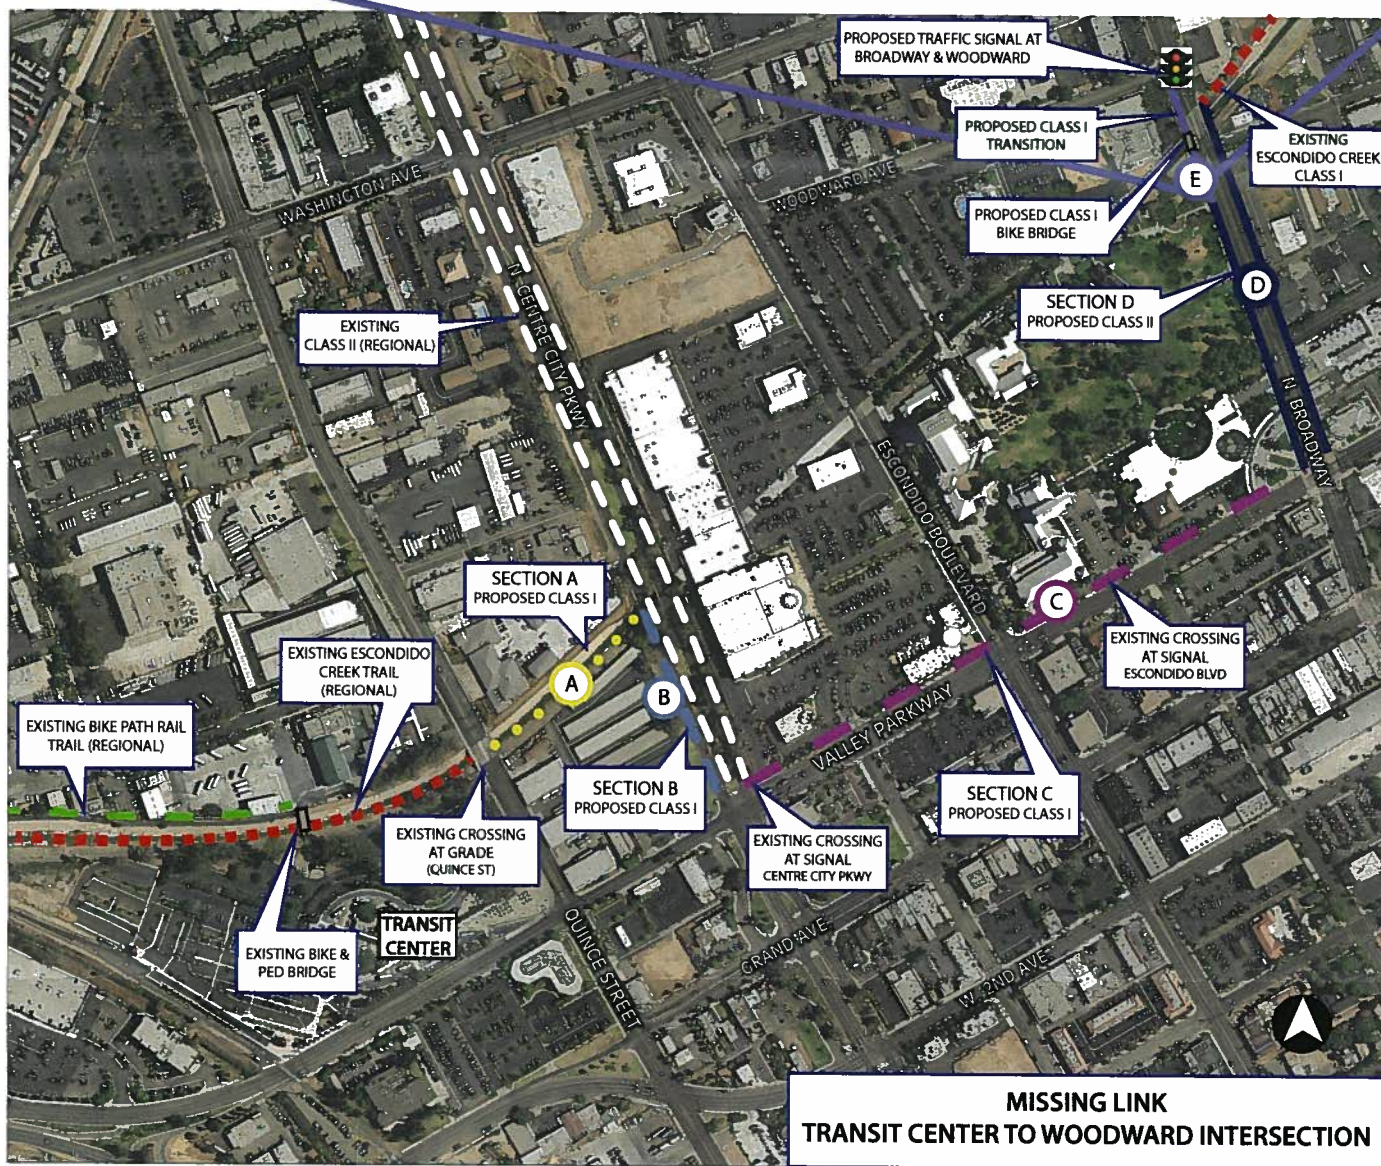 PROPOSED TRAFFIC SIGNAL AT
BROADWAY & WOODWARD
PROPOSED CLASS I
TRANSITION
EXISTING
ESCONDIDO CREEK
CLASS I
WASHINGTON AVE
WOODWARD AVE
E
PROPOSED CLASS I
BIKE BRIDGE
N CENTRE CITY PKWY
EXISTING
CLASS II (REGIONAL)
SECTION D
PROPOSED CLASS II
D
N BROADWAY
ESCONDIDO BOULEVARD
SECTION A
PROPOSED CLASS I
C
EXISTING CROSSING
AT SIGNAL
ESCONDIDO BLVD
EXISTING ESCONDIDO
CREEK TRAIL
(REGIONAL)
A
B
EXISTING BIKE PATH RAIL
TRAIL (REGIONAL)
VALLEY PARKWAY
SECTION B
PROPOSED CLASS I
SECTION C
PROPOSED CLASS I
EXISTING CROSSING
AT GRADE
(QUINCE ST)
EXISTING CROSSING
AT SIGNAL
CENTRE CITY PKWY
TRANSIT
CENTER
EXISTING BIKE &
PED BRIDGE
QUINCE STREET
GRAND AVE
W. 2ND AVE
MISSING LINK
TRANSIT CENTER TO WOODWARD INTERSECTION